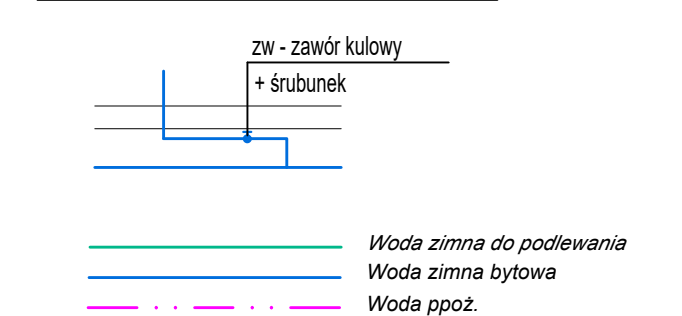 zw - zawór kulowy
+ śrubunek
Woda zimna do podlewania
Woda zimna bytowa
Woda ppoż.